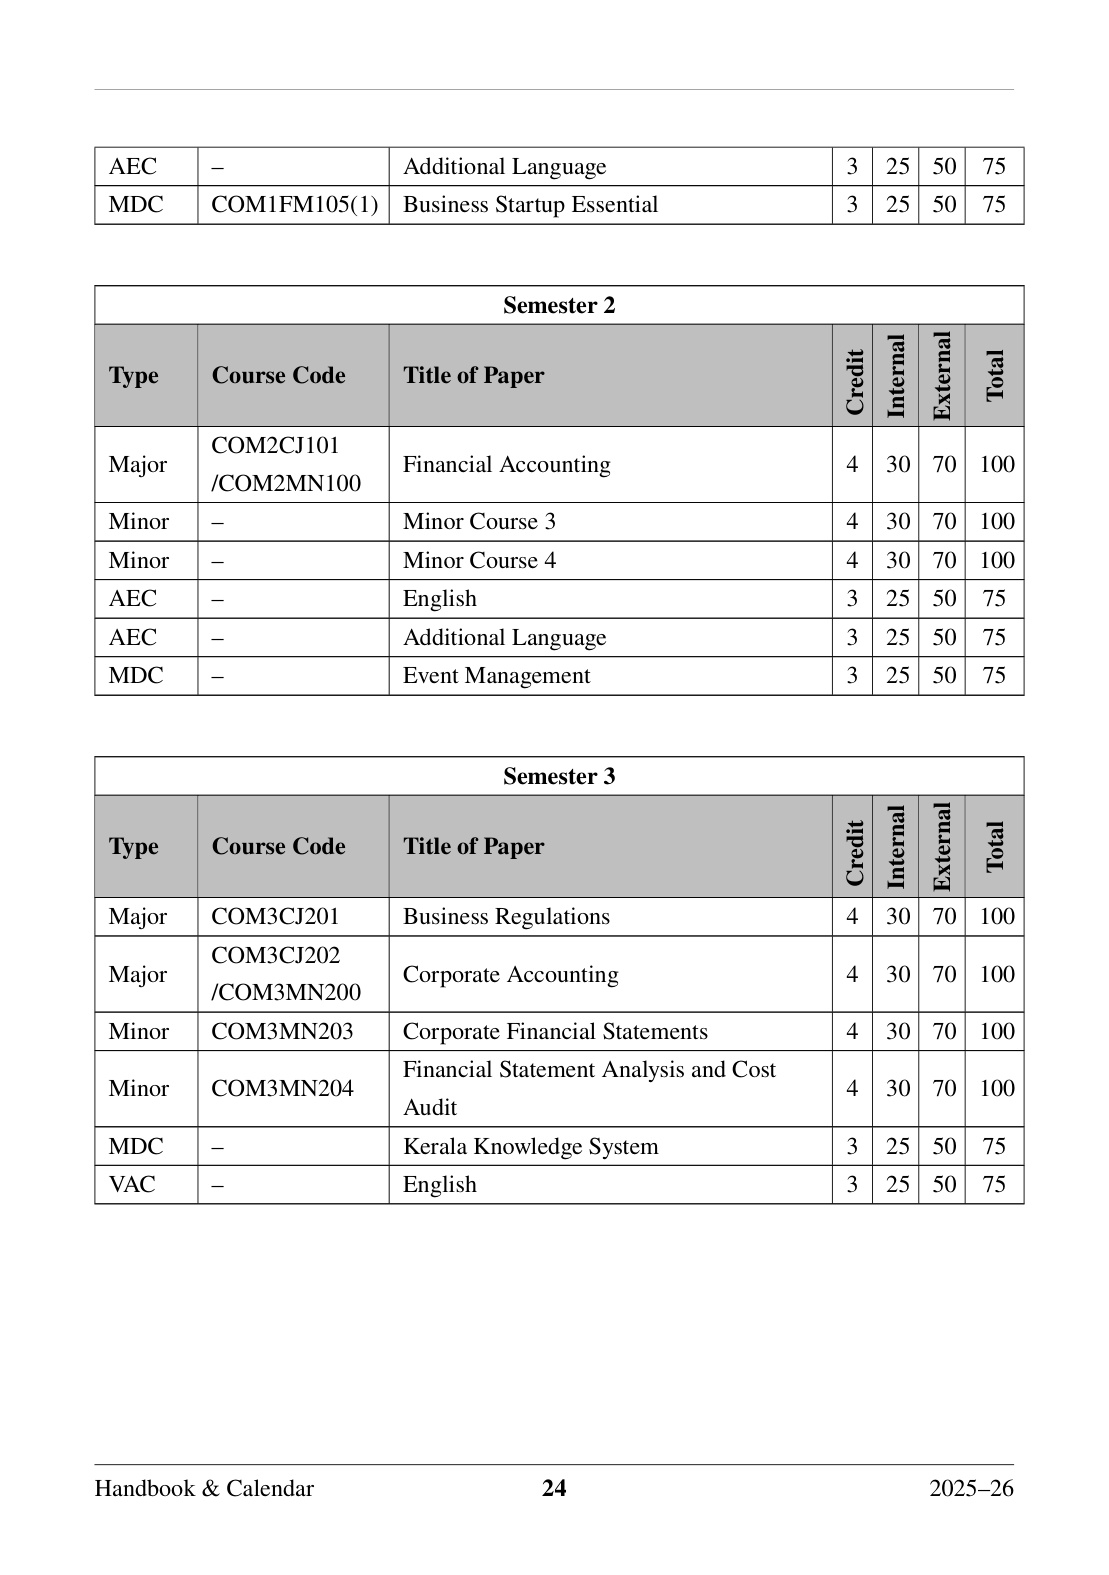 AEC – Additional Language 3 25 50 75
MDC COM1FM105(1) Business Startup Essential 3 25 50 75
Semester 2
Type Course Code Title of Paper Credit Internal External Total
Major COM2CJ101 /COM2MN100 Financial Accounting 4 30 70 100
Minor – Minor Course 3 4 30 70 100
Minor – Minor Course 4 4 30 70 100
AEC – English 3 25 50 75
AEC – Additional Language 3 25 50 75
MDC – Event Management 3 25 50 75
Semester 3
Type Course Code Title of Paper Credit Internal External Total
Major COM3CJ201 Business Regulations 4 30 70 100
Major COM3CJ202 /COM3MN200 Corporate Accounting 4 30 70 100
Minor COM3MN203 Corporate Financial Statements 4 30 70 100
Minor COM3MN204 Financial Statement Analysis and Cost Audit 4 30 70 100
MDC – Kerala Knowledge System 3 25 50 75
VAC – English 3 25 50 75
Handbook & Calendar 24 2025–26